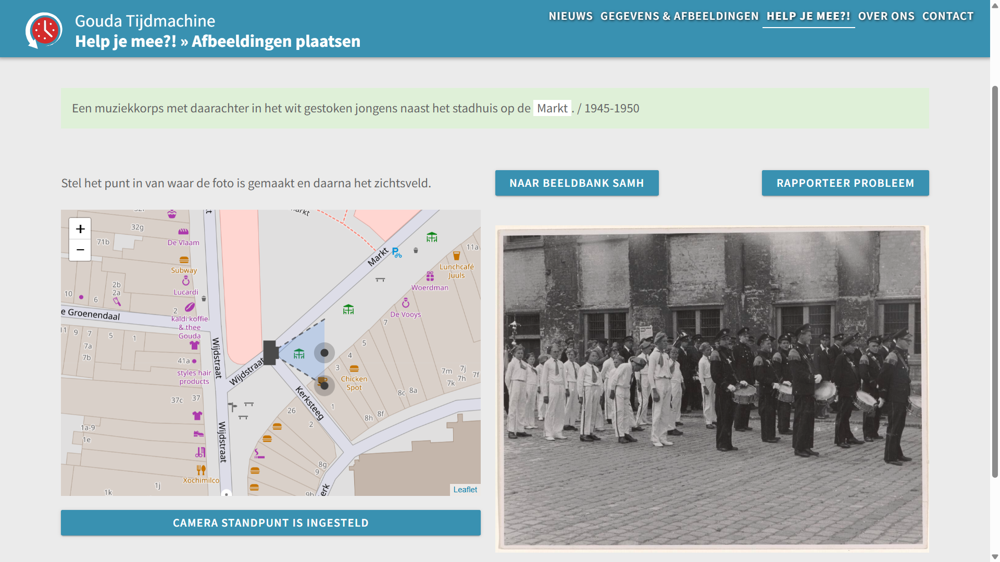 Gouda Tijdmachine
Help je mee?! » Afbeeldingen plaatsen
NIEUWS GEGEVENS & AFBEELDINGEN HELP JE MEE?! OVER ONS CONTACT
Een muziekkorps met daarachter in het wit gestoken jongens naast het stadhuis op de Markt . / 1945-1950
Stel het punt in van waar de foto is gemaakt en daarna het zichtsveld.
NAAR BEELDBANK SAMH
RAPPORTEER PROBLEEM
+
−
32g
71b
De Vlaam
Subway
Lucardi
2b
2a
10
6
2
kaldi koffie
& thee
Gouda
e Groenendaal
11
9
7
5
1
7a
7b
41a
styles hair
products
37c
37
1a-9
1e
Xochimilco
1j
1k
Wijdstraat
Wijdstraat
Wijdstraat
Markt
11a
Lunchcafé
Juuls
Woerdman
De Vooys
7
5
4
3
Chicken
Spot
7m
7j
7h
7f
7k
8c
8a
1
8h
8f
Kerksteeg
26
2
8g
9
9b
erk
Leaflet
CAMERA STANDPUNT IS INGESTELD